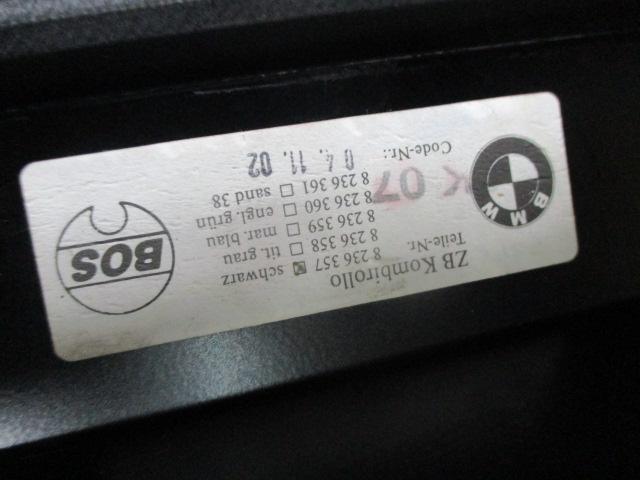 BMW
ZB Kombirollo
Teile-Nr.
8 236 357 schwarz
8 236 358 tit. grau
8 236 359 mar. blau
8 236 360 engl. grün
8 236 361 sand 38
Code-Nr.:
04. 11. 02
K 07
BOS